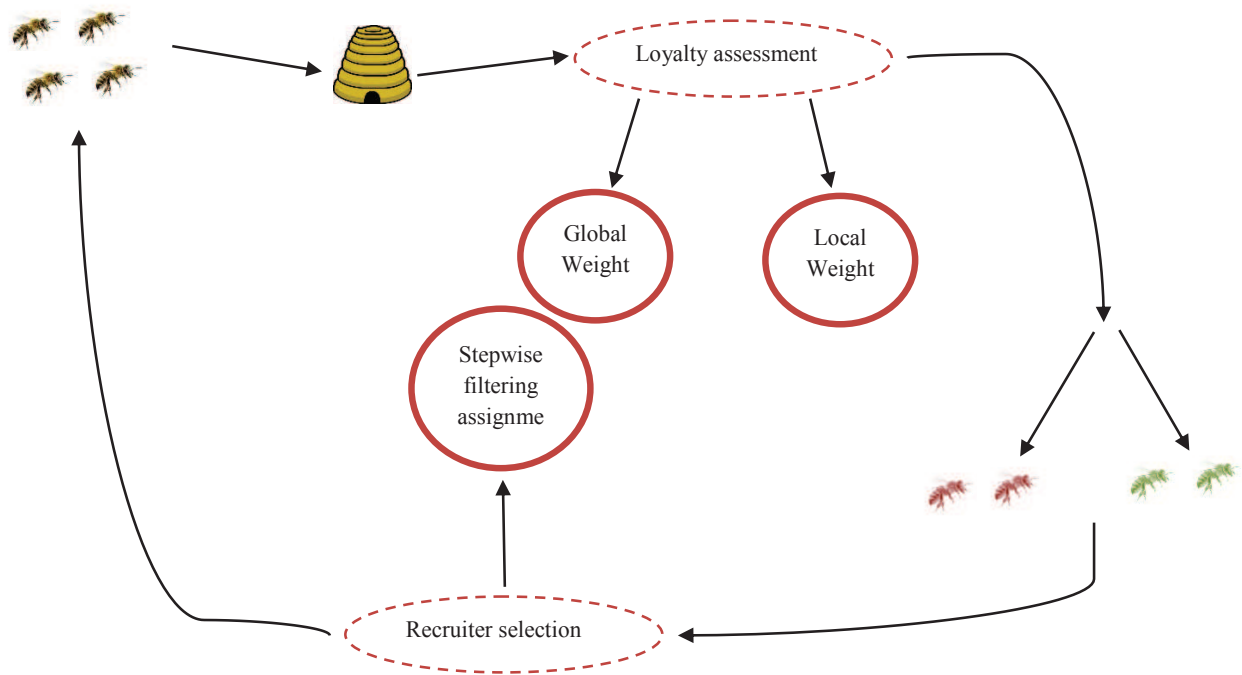 Loyalty assessment
Global
Weight
Local
Weight
Stepwise
filtering
assignme
Recruiter selection